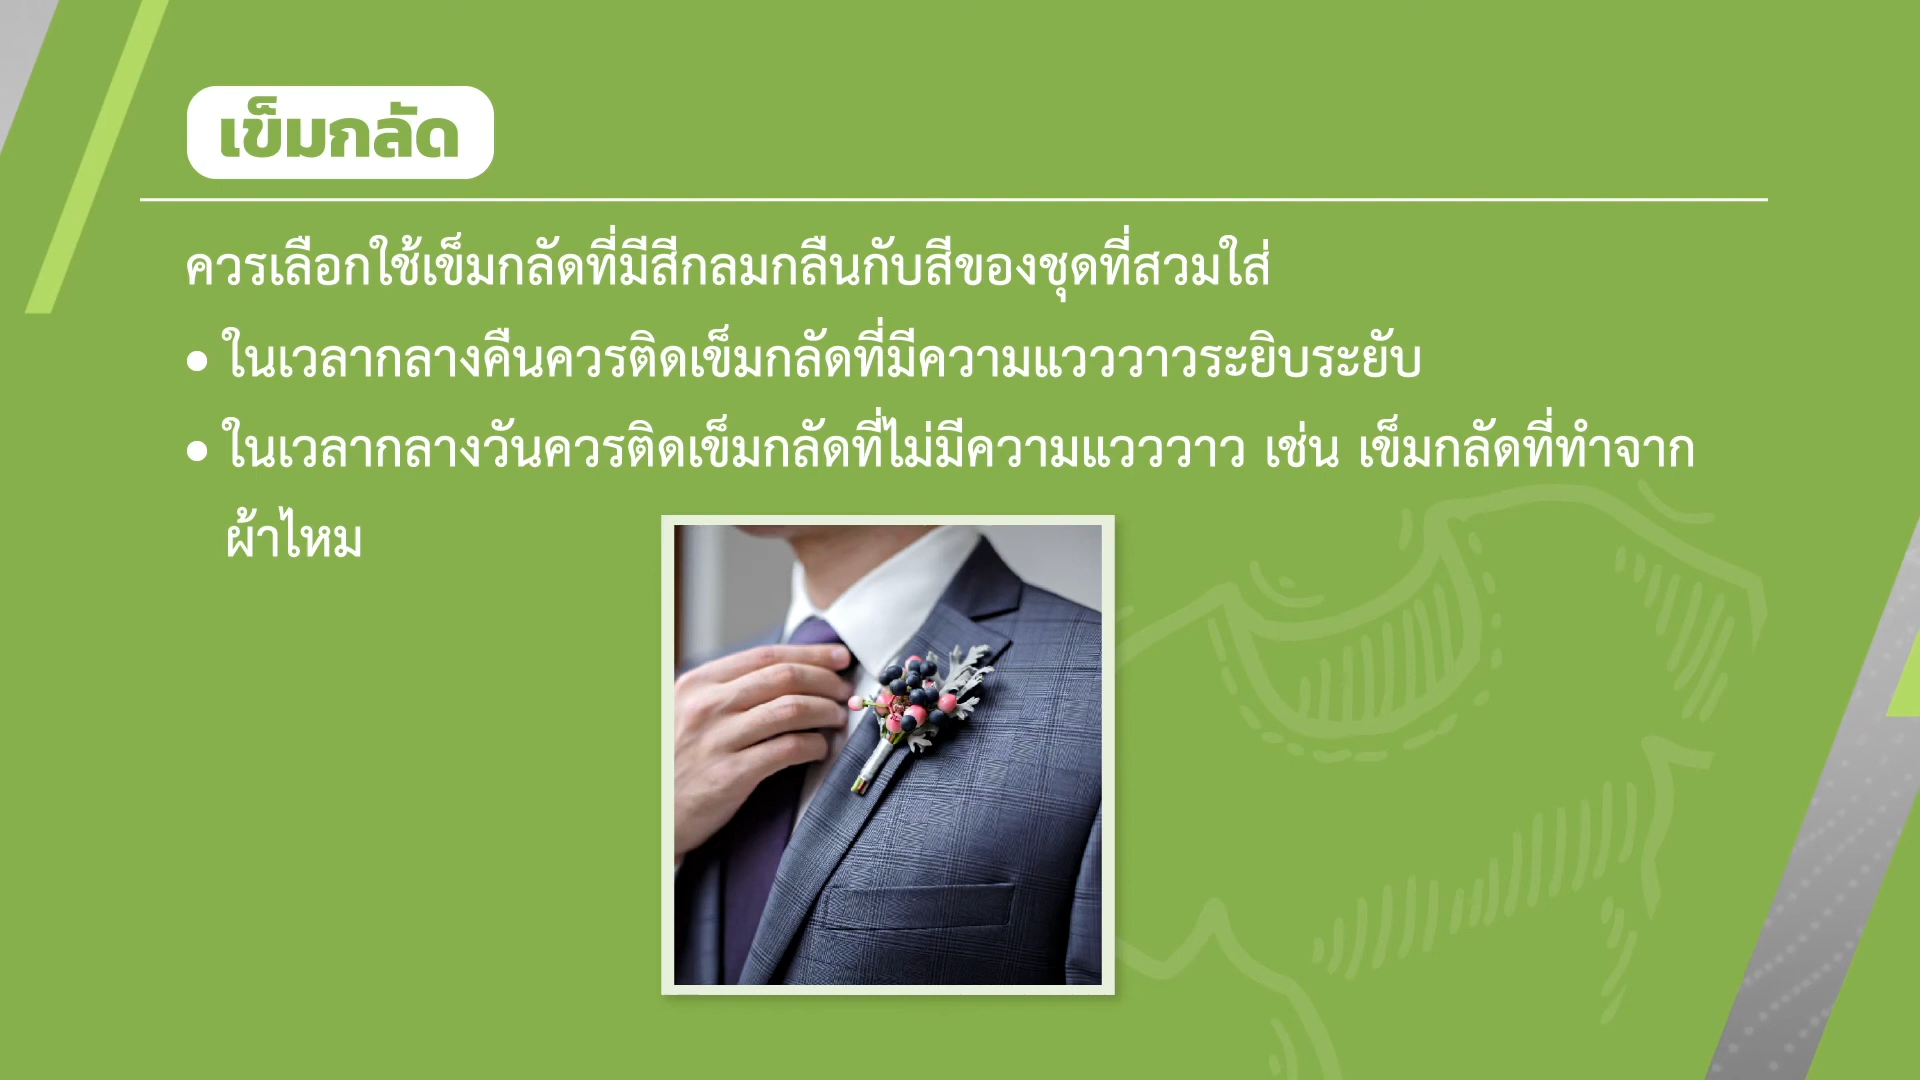 เข็มกลัด
ควรเลือกใช้เข็มกลัดที่มีสีกลมกลืนกับสีของชุดที่สวมใส่
• ในเวลากลางคืนควรติดเข็มกลัดที่มีความแวววาวระยิบระยับ
• ในเวลากลางวันควรติดเข็มกลัดที่ไม่มีความแวววาว เช่น เข็มกลัดที่ทำจาก
ผ้าไหม